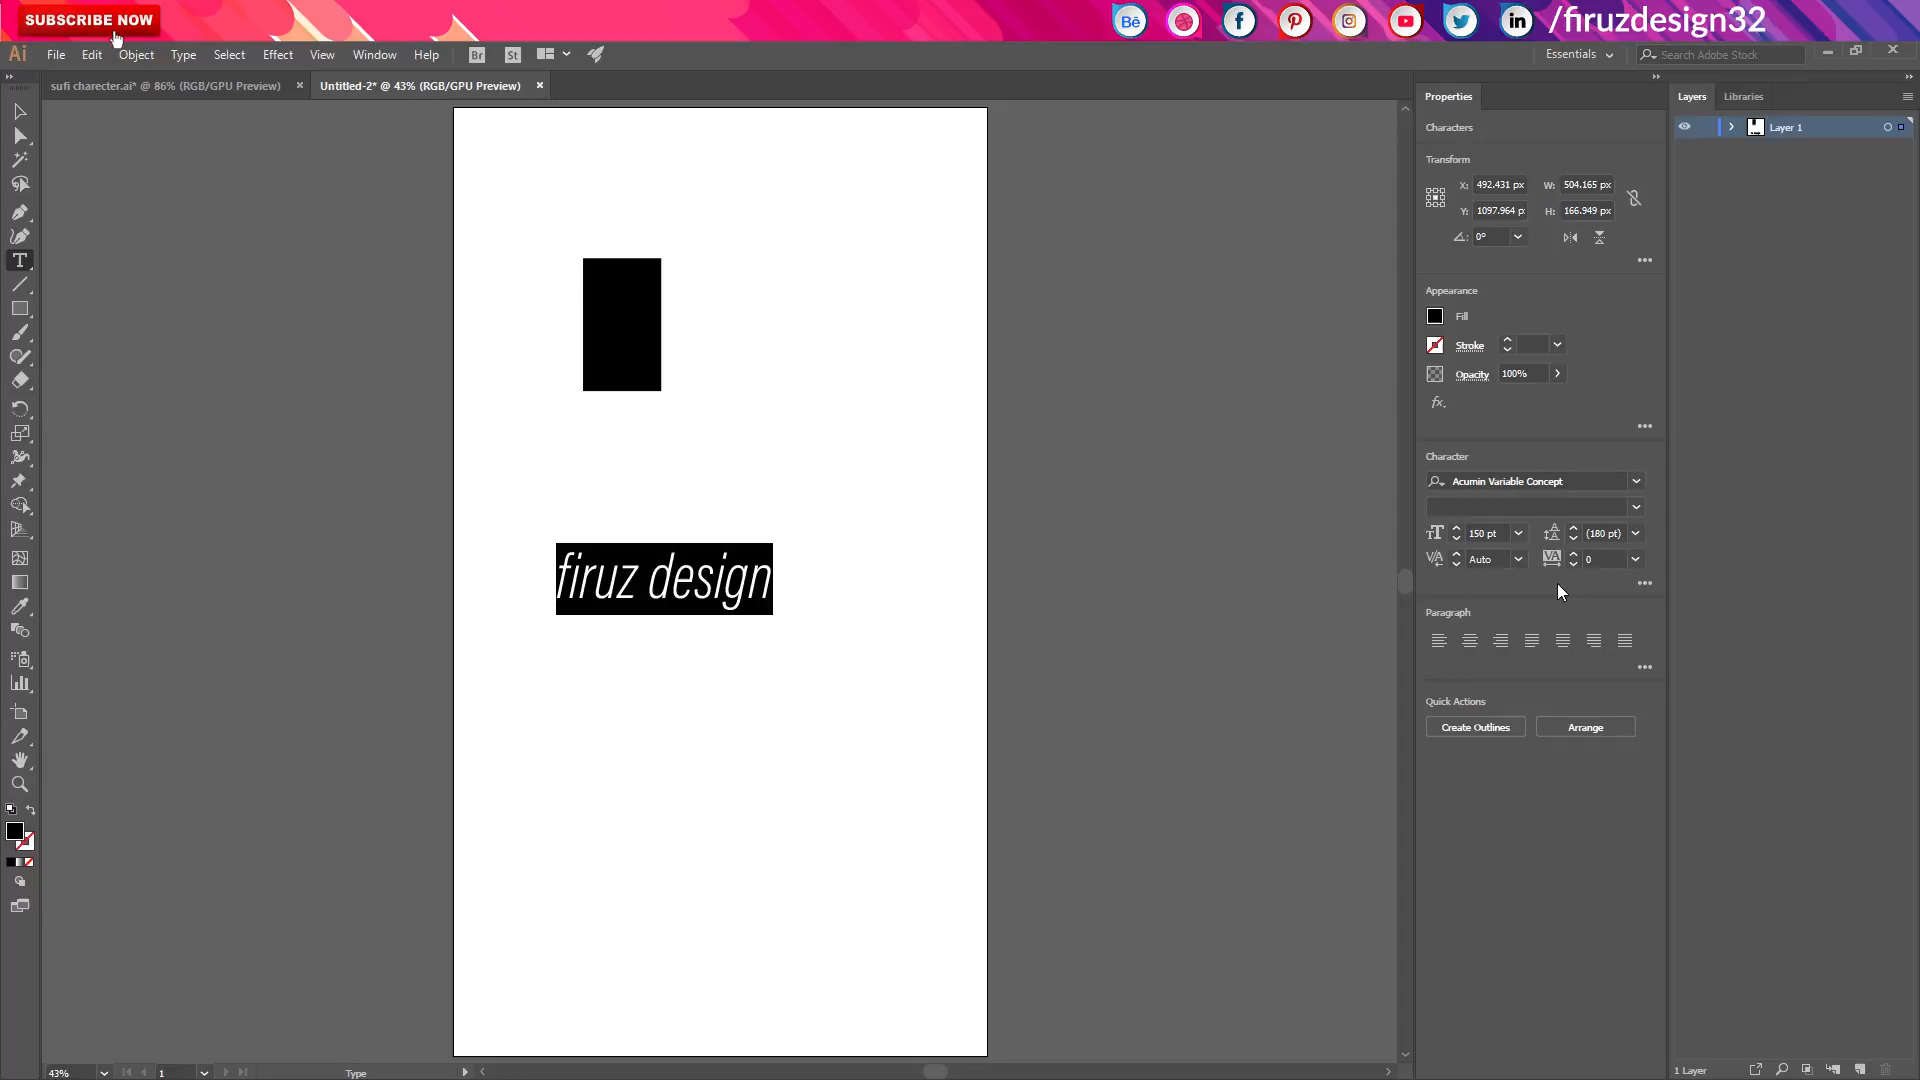 SUBSCRIBE NOW
Bē
/firuzdesign32
Ai File Edit Object Type Select Effect View Window Help Br St
Essentials
Search Adobe Stock
sufi charecter.ai* @ 86% (RGB/GPU Preview)
Untitled-2* @ 43% (RGB/GPU Preview)
Properties
Layers Libraries
Characters
Layer 1
Transform
X: 492.431 px W: 504.165 px
Y: 1097.964 p H: 166.949 px
0°
Appearance
Fill
Stroke
Opacity 100%
fx.
Character
Acumin Variable Concept
150 pt (180 pt)
Auto 0
Paragraph
Quick Actions
Create Outlines Arrange
firuz design
43% 1 Type
1 Layer